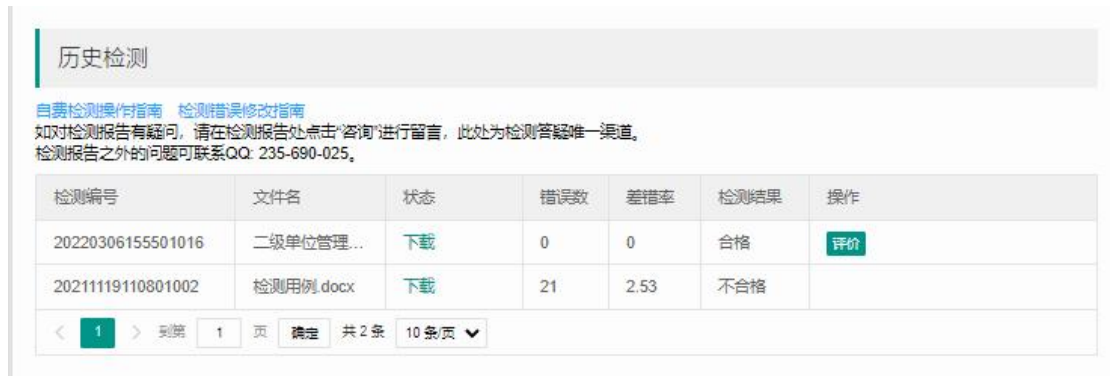 历史检测
自费检测操作指南 检测错误修改指南
如对检测报告有疑问，请在检测报告处点击“咨询”进行留言，此处为检测答疑唯一渠道。
检测报告之外的问题可联系QQ: 235-690-025。
检测编号 文件名 状态 错误数 差错率 检测结果 操作
20220306155501016 二级单位管理... 下载 0 0 合格 评价
20211119110801002 检测用例.docx 下载 21 2.53 不合格
< 1 > 到第 1 页 确定 共 2 条 10 条/页